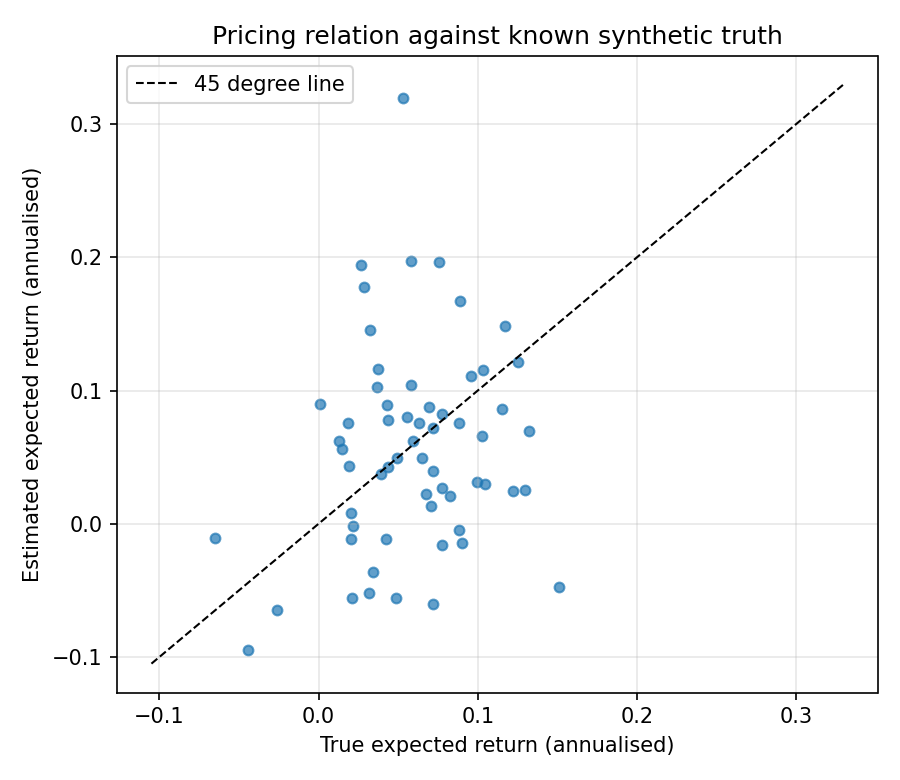 Pricing relation against known synthetic truth
45 degree line
Estimated expected return (annualised)
0.3
0.2
0.1
0.0
−0.1
−0.1 0.0 0.1 0.2 0.3
True expected return (annualised)